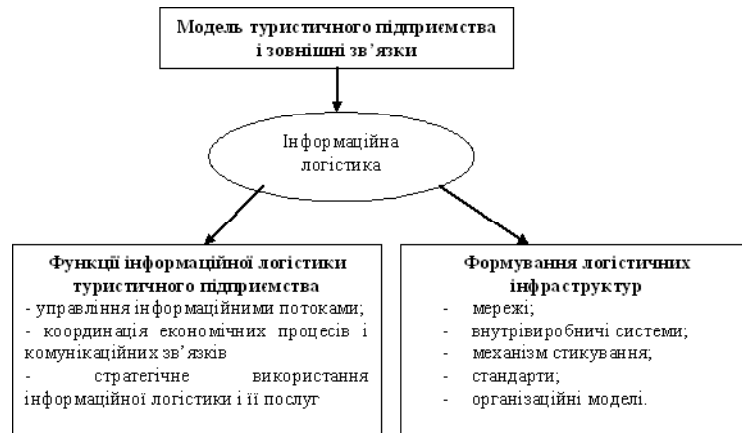 Модель туристичного підприємства
і зовнішні зв’язки
Інформаційна
логістика
Функції інформаційної логістики
туристичного підприємства
- управління інформаційними потоками;
- координація економічних процесів і
комунікаційних зв’язків
- стратегічне використання
інформаційної логістики і її послуг
Формування логістичних
інфраструктур
- мережі;
- внутрівиробничі системи;
- механізм стикування;
- стандарти;
- організаційні моделі.